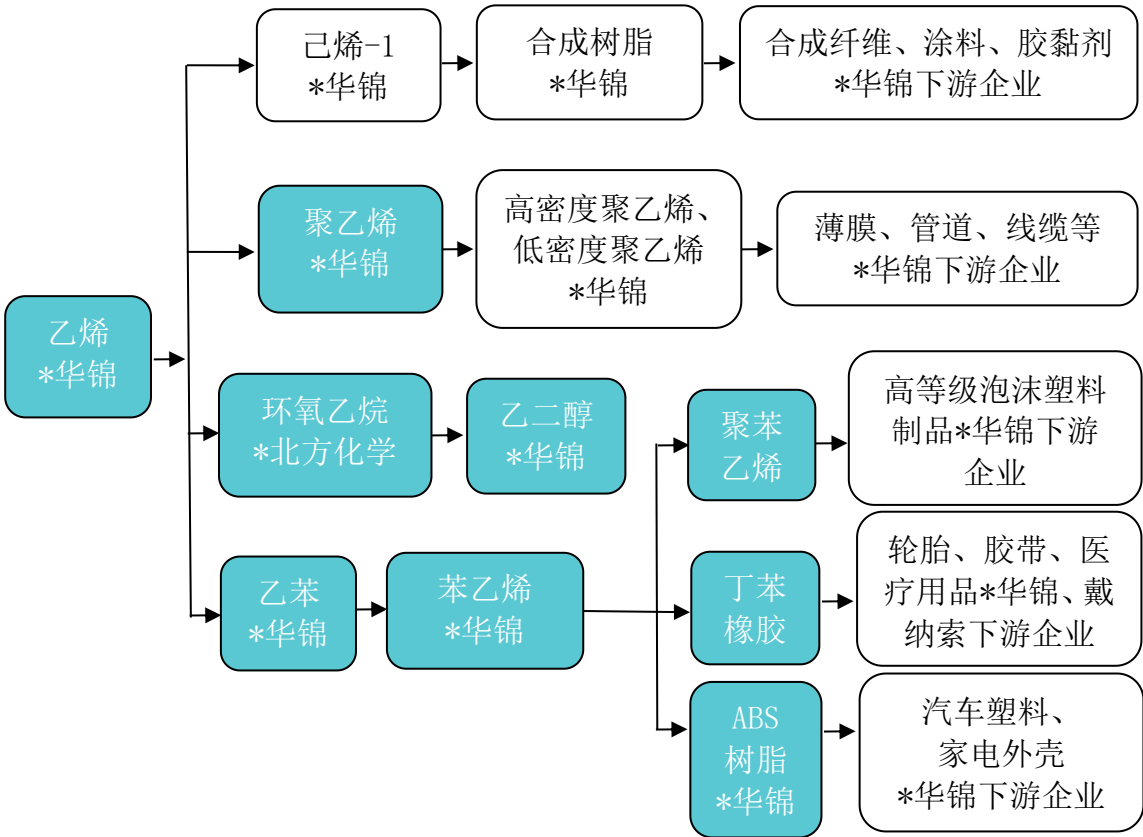 己烯-1
*华锦
合成树脂
*华锦
合成纤维、涂料、胶黏剂
*华锦下游企业
聚乙烯
*华锦
高密度聚乙烯、
低密度聚乙烯
*华锦
薄膜、管道、线缆等
*华锦下游企业
乙烯
*华锦
环氧乙烷
*北方化学
乙二醇
*华锦
聚苯
乙烯
高等级泡沫塑料
制品*华锦下游
企业
乙苯
*华锦
苯乙烯
*华锦
丁苯
橡胶
轮胎、胶带、医
疗用品*华锦、戴
纳索下游企业
ABS
树脂
*华锦
汽车塑料、
家电外壳
*华锦下游企业